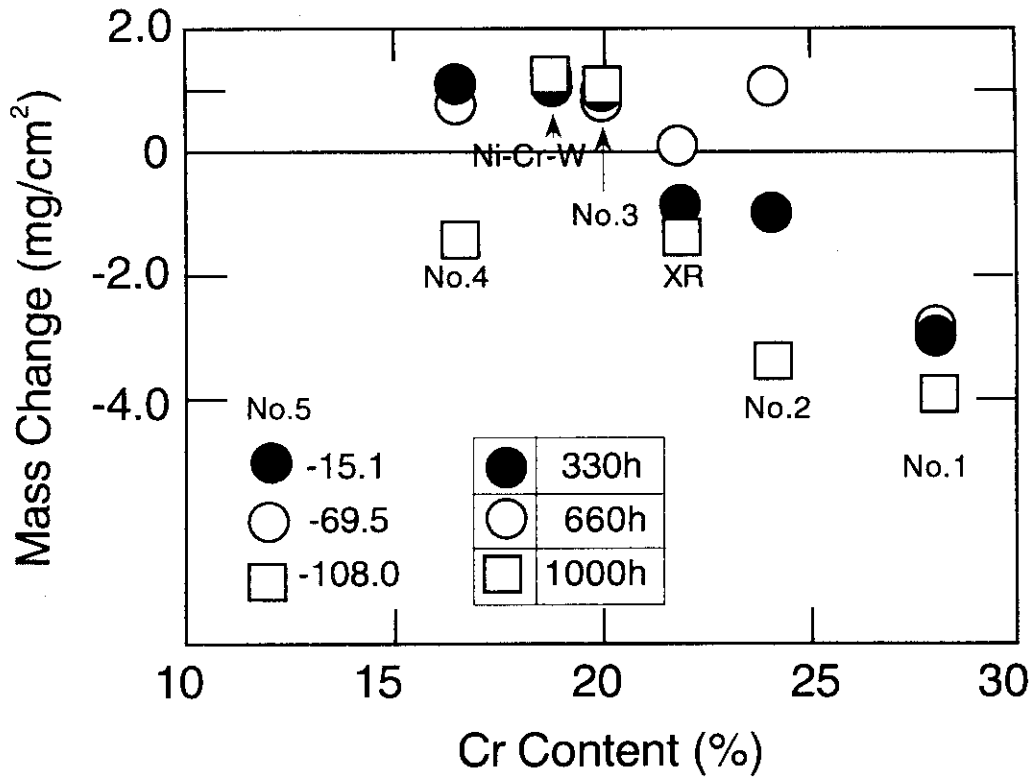 2.0
0
-2.0
-4.0
Mass Change (mg/cm²)
Ni-Cr-W
No.3
No.4
XR
No.5
No.2
No.1
-15.1
-69.5
-108.0
330h
660h
1000h
10
15
20
25
30
Cr Content (%)